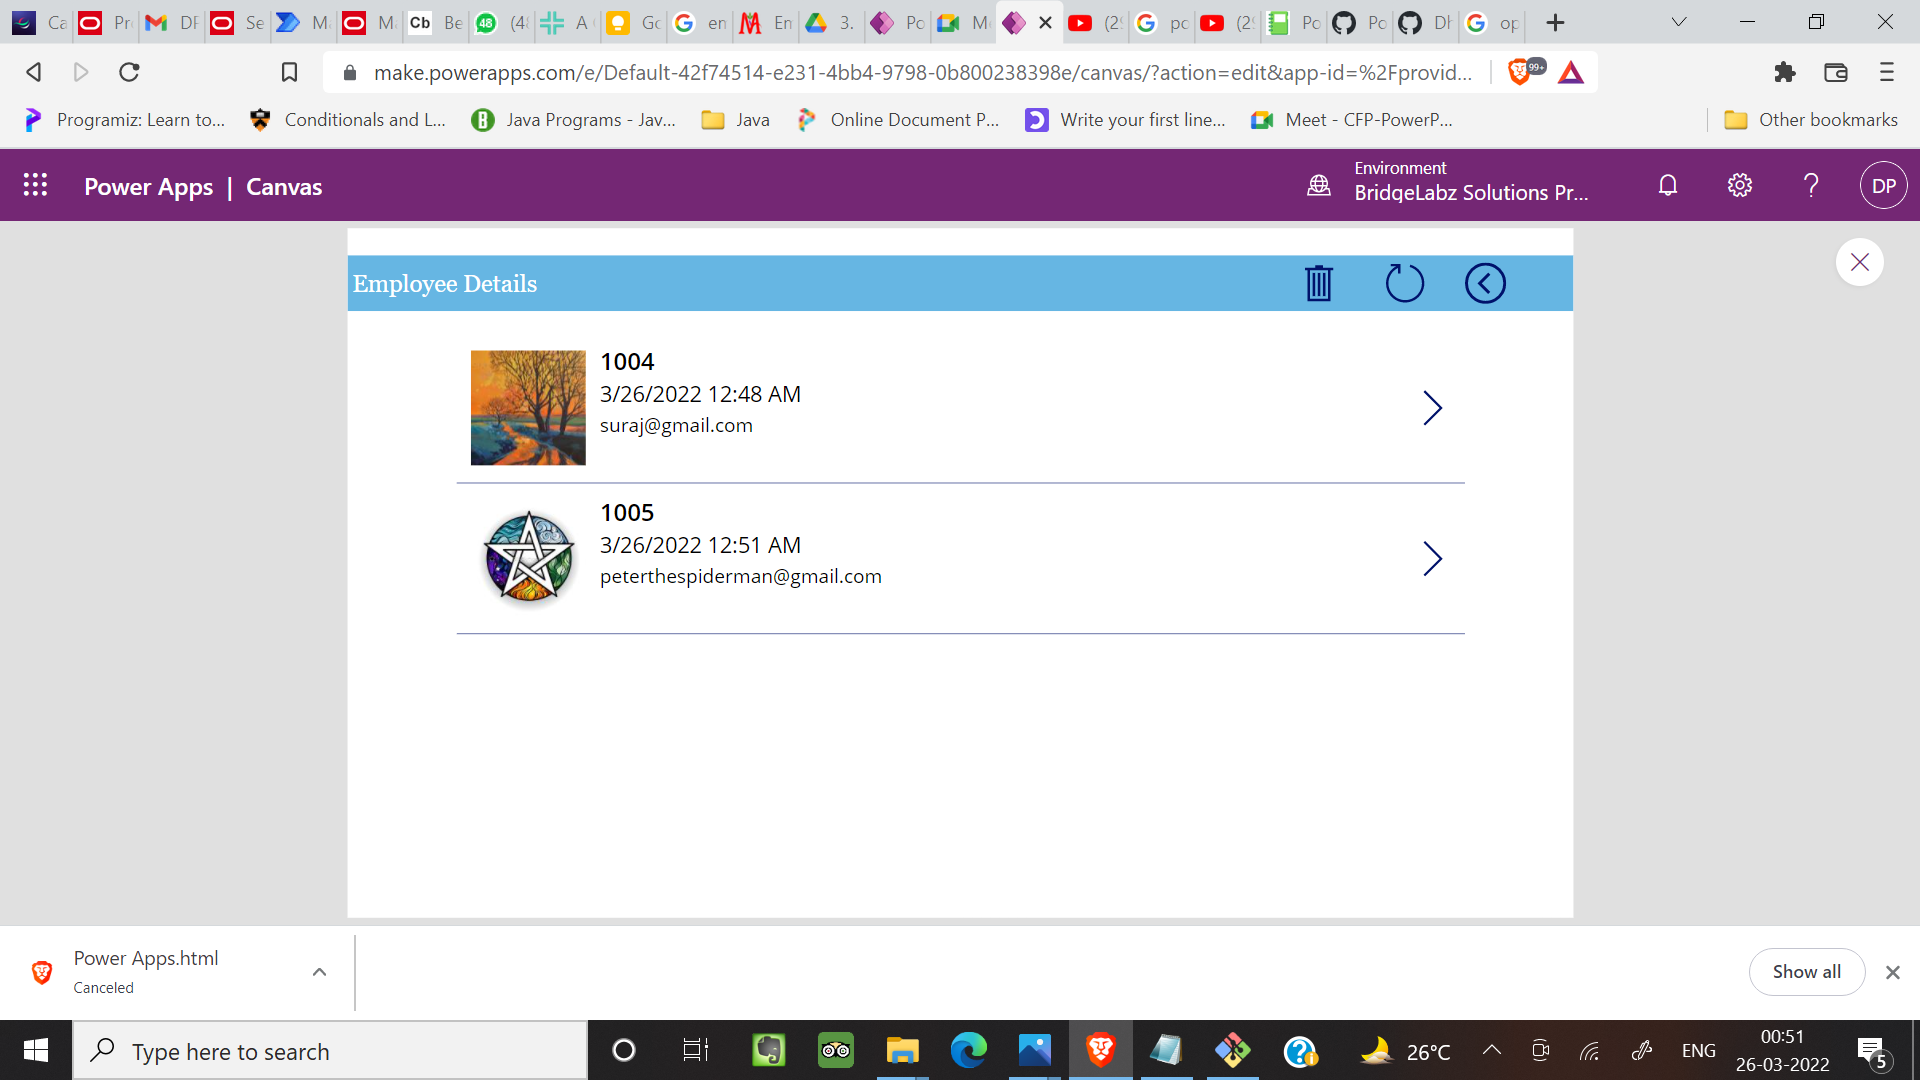 Ca
Pr
DF
Se
M
M
Cb
Be
48
(4
A
Gc
en
En
3.
Po
M
(2
pc
(2
Po
Po
Dh
op
make.powerapps.com/e/Default-42f74514-e231-4bb4-9798-0b800238398e/canvas/?action=edit&app-id=%2Fprovid...
99+
Programiz: Learn to...
Conditionals and L...
Java Programs - Jav...
Java
Online Document P...
Write your first line...
Meet - CFP-PowerP...
Other bookmarks
Power Apps | Canvas
Environment
BridgeLabz Solutions Pr...
DP
Employee Details
1004
3/26/2022 12:48 AM
suraj@gmail.com
1005
3/26/2022 12:51 AM
peterthespiderman@gmail.com
Power Apps.html
Canceled
Show all
Type here to search
26°C
ENG
00:51
26-03-2022
5